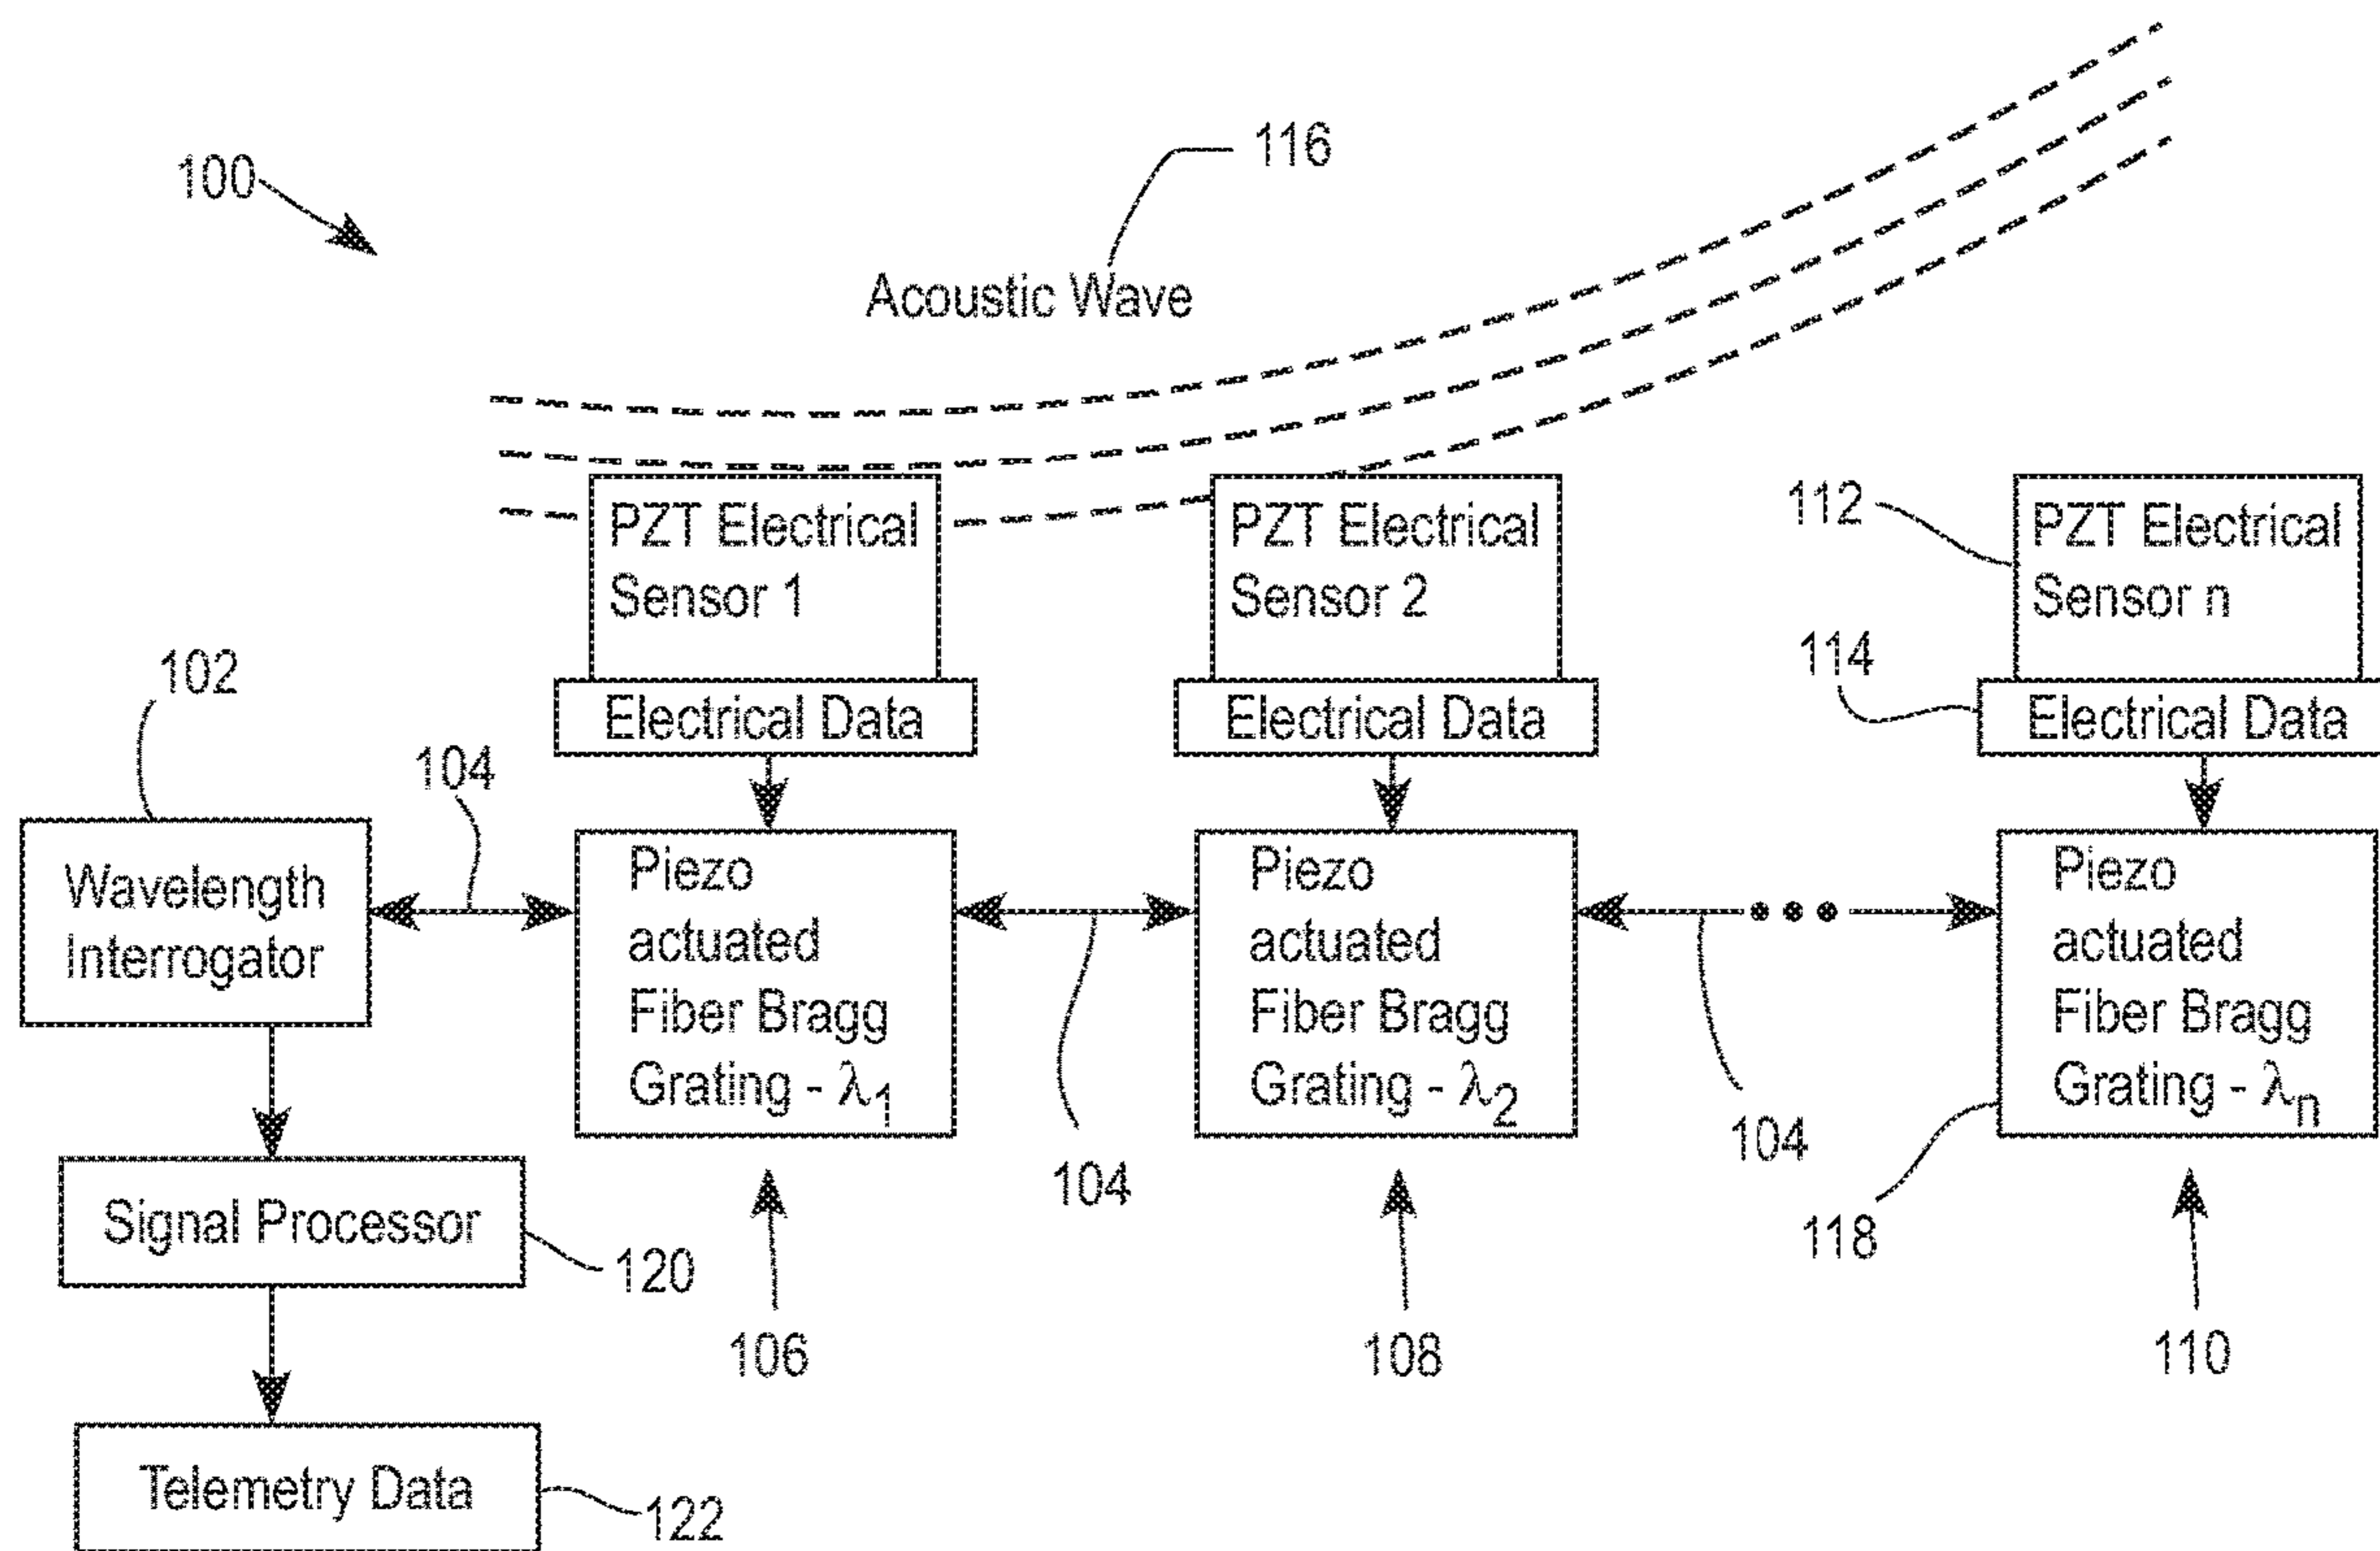 116
100
Acoustic Wave
PZT Electrical
Sensor 1
PZT Electrical
Sensor 2
112
PZT Electrical
Sensor n
102
104
Electrical Data
Electrical Data
114
Electrical Data
Wavelength
Interrogator
Piezo
actuated
Fiber Bragg
Grating - λ1
104
Piezo
actuated
Fiber Bragg
Grating - λ2
104
Piezo
actuated
Fiber Bragg
Grating - λn
118
Signal Processor
120
106
108
110
Telemetry Data
122